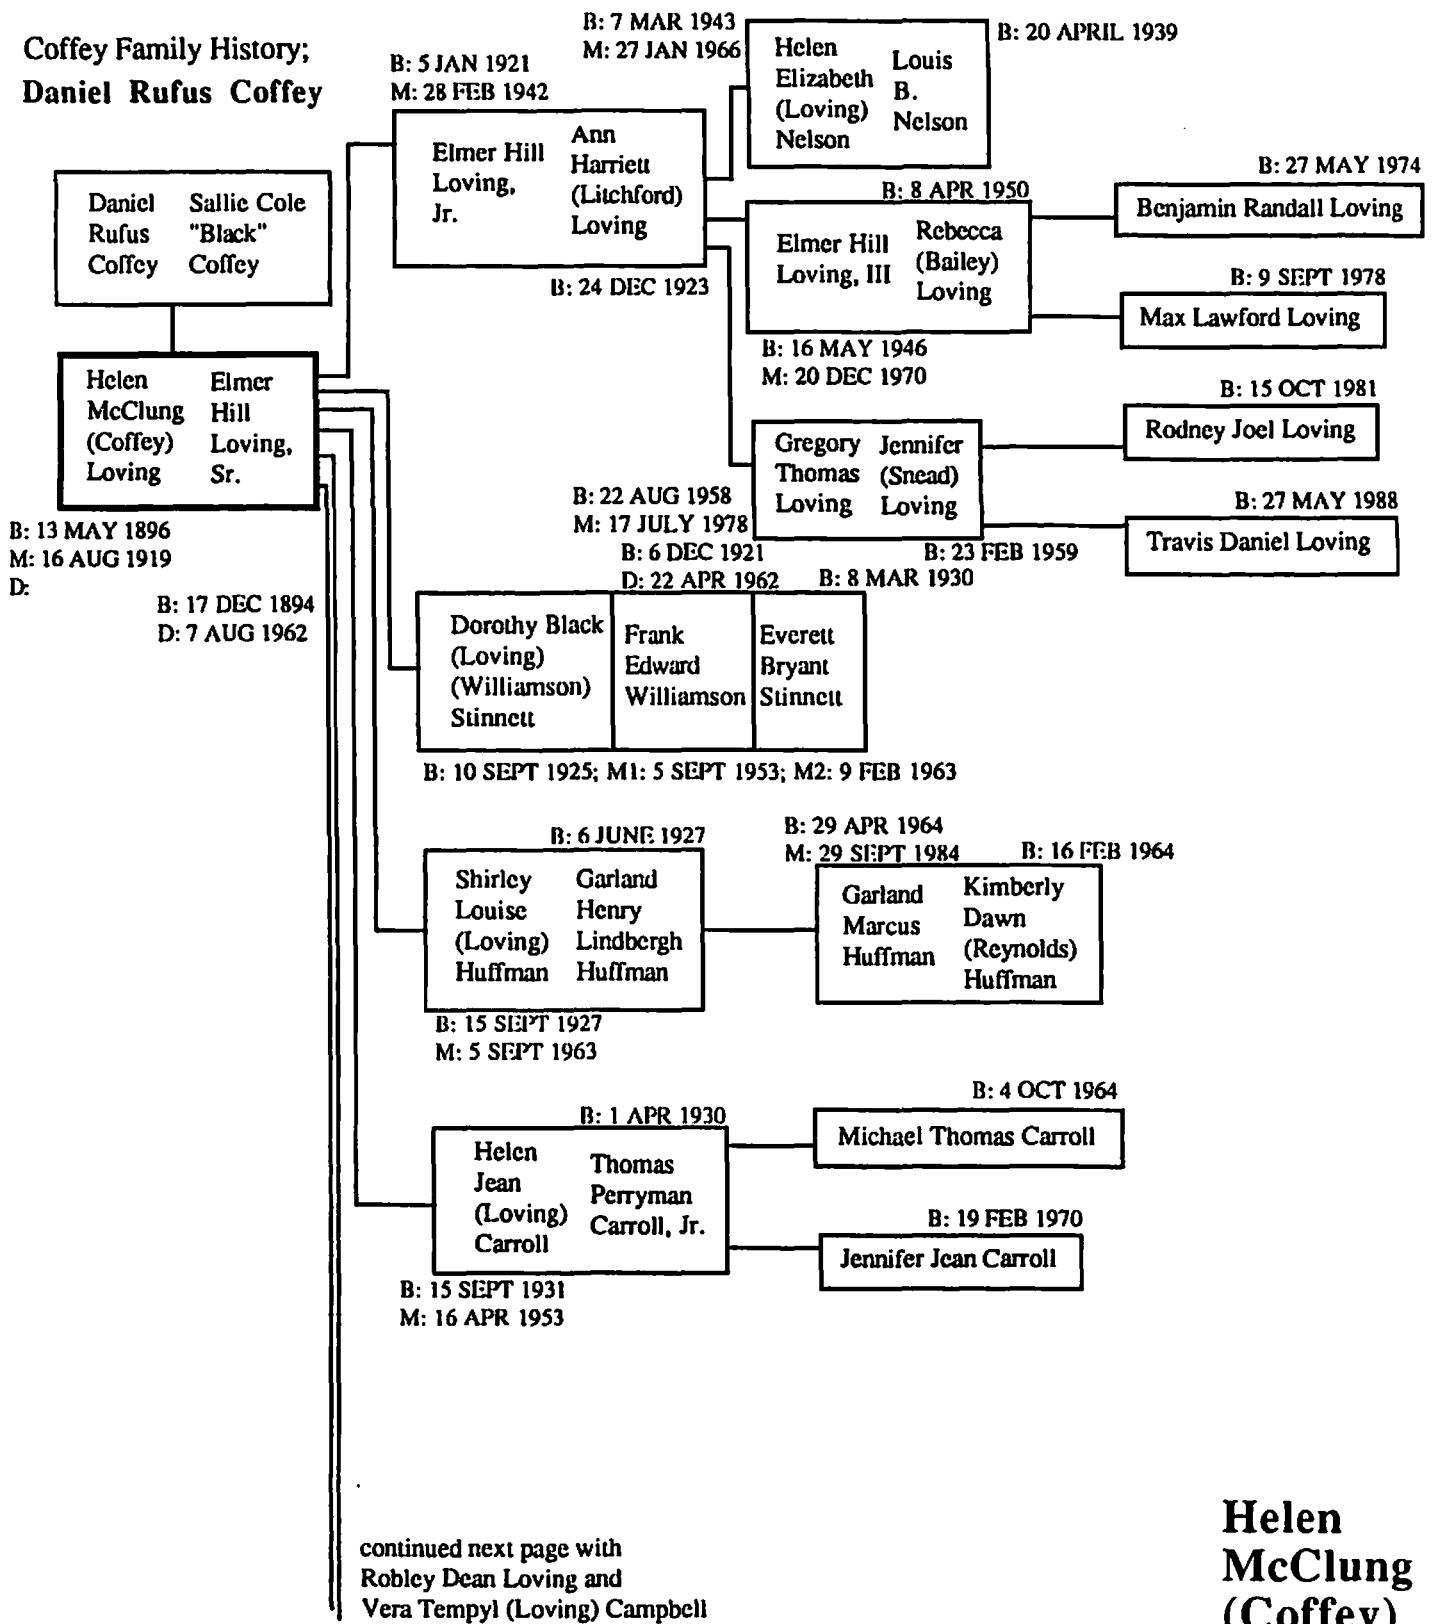 Coffey Family History;
Daniel Rufus Coffey
Daniel
Rufus
Coffey
Sallie Cole
"Black"
Coffey
Helen
McClung
(Coffey)
Loving
Elmer
Hill
Loving,
Sr.
B: 13 MAY 1896
M: 16 AUG 1919
D:
B: 17 DEC 1894
D: 7 AUG 1962
B: 5 JAN 1921
M: 28 FEB 1942
Elmer Hill
Loving,
Jr.
Ann
Harriett
(Litchford)
Loving
B: 24 DEC 1923
B: 7 MAR 1943
M: 27 JAN 1966
Helen
Elizabeth
(Loving)
Nelson
Louis
B.
Nelson
B: 20 APRIL 1939
B: 8 APR 1950
Elmer Hill
Loving, III
Rebecca
(Bailey)
Loving
B: 16 MAY 1946
M: 20 DEC 1970
B: 27 MAY 1974
Benjamin Randall Loving
B: 9 SEPT 1978
Max Lawford Loving
Gregory
Thomas
Loving
Jennifer
(Snead)
Loving
B: 22 AUG 1958
M: 17 JULY 1978
B: 23 FEB 1959
B: 15 OCT 1981
Rodney Joel Loving
B: 27 MAY 1988
Travis Daniel Loving
B: 6 DEC 1921
D: 22 APR 1962
B: 8 MAR 1930
Dorothy Black
(Loving)
(Williamson)
Stinnett
Frank
Edward
Williamson
Everett
Bryant
Stinnett
B: 10 SEPT 1925; M1: 5 SEPT 1953; M2: 9 FEB 1963
B: 6 JUNE 1927
Shirley
Louise
(Loving)
Huffman
Garland
Henry
Lindbergh
Huffman
B: 15 SEPT 1927
M: 5 SEPT 1963
B: 29 APR 1964
M: 29 SEPT 1984
B: 16 FEB 1964
Garland
Marcus
Huffman
Kimberly
Dawn
(Reynolds)
Huffman
B: 1 APR 1930
Helen
Jean
(Loving)
Carroll
Thomas
Perryman
Carroll, Jr.
B: 15 SEPT 1931
M: 16 APR 1953
B: 4 OCT 1964
Michael Thomas Carroll
B: 19 FEB 1970
Jennifer Jean Carroll
continued next page with
Robley Dean Loving and
Vera Tempyl (Loving) Campbell
Helen
McClung
(Coffey)